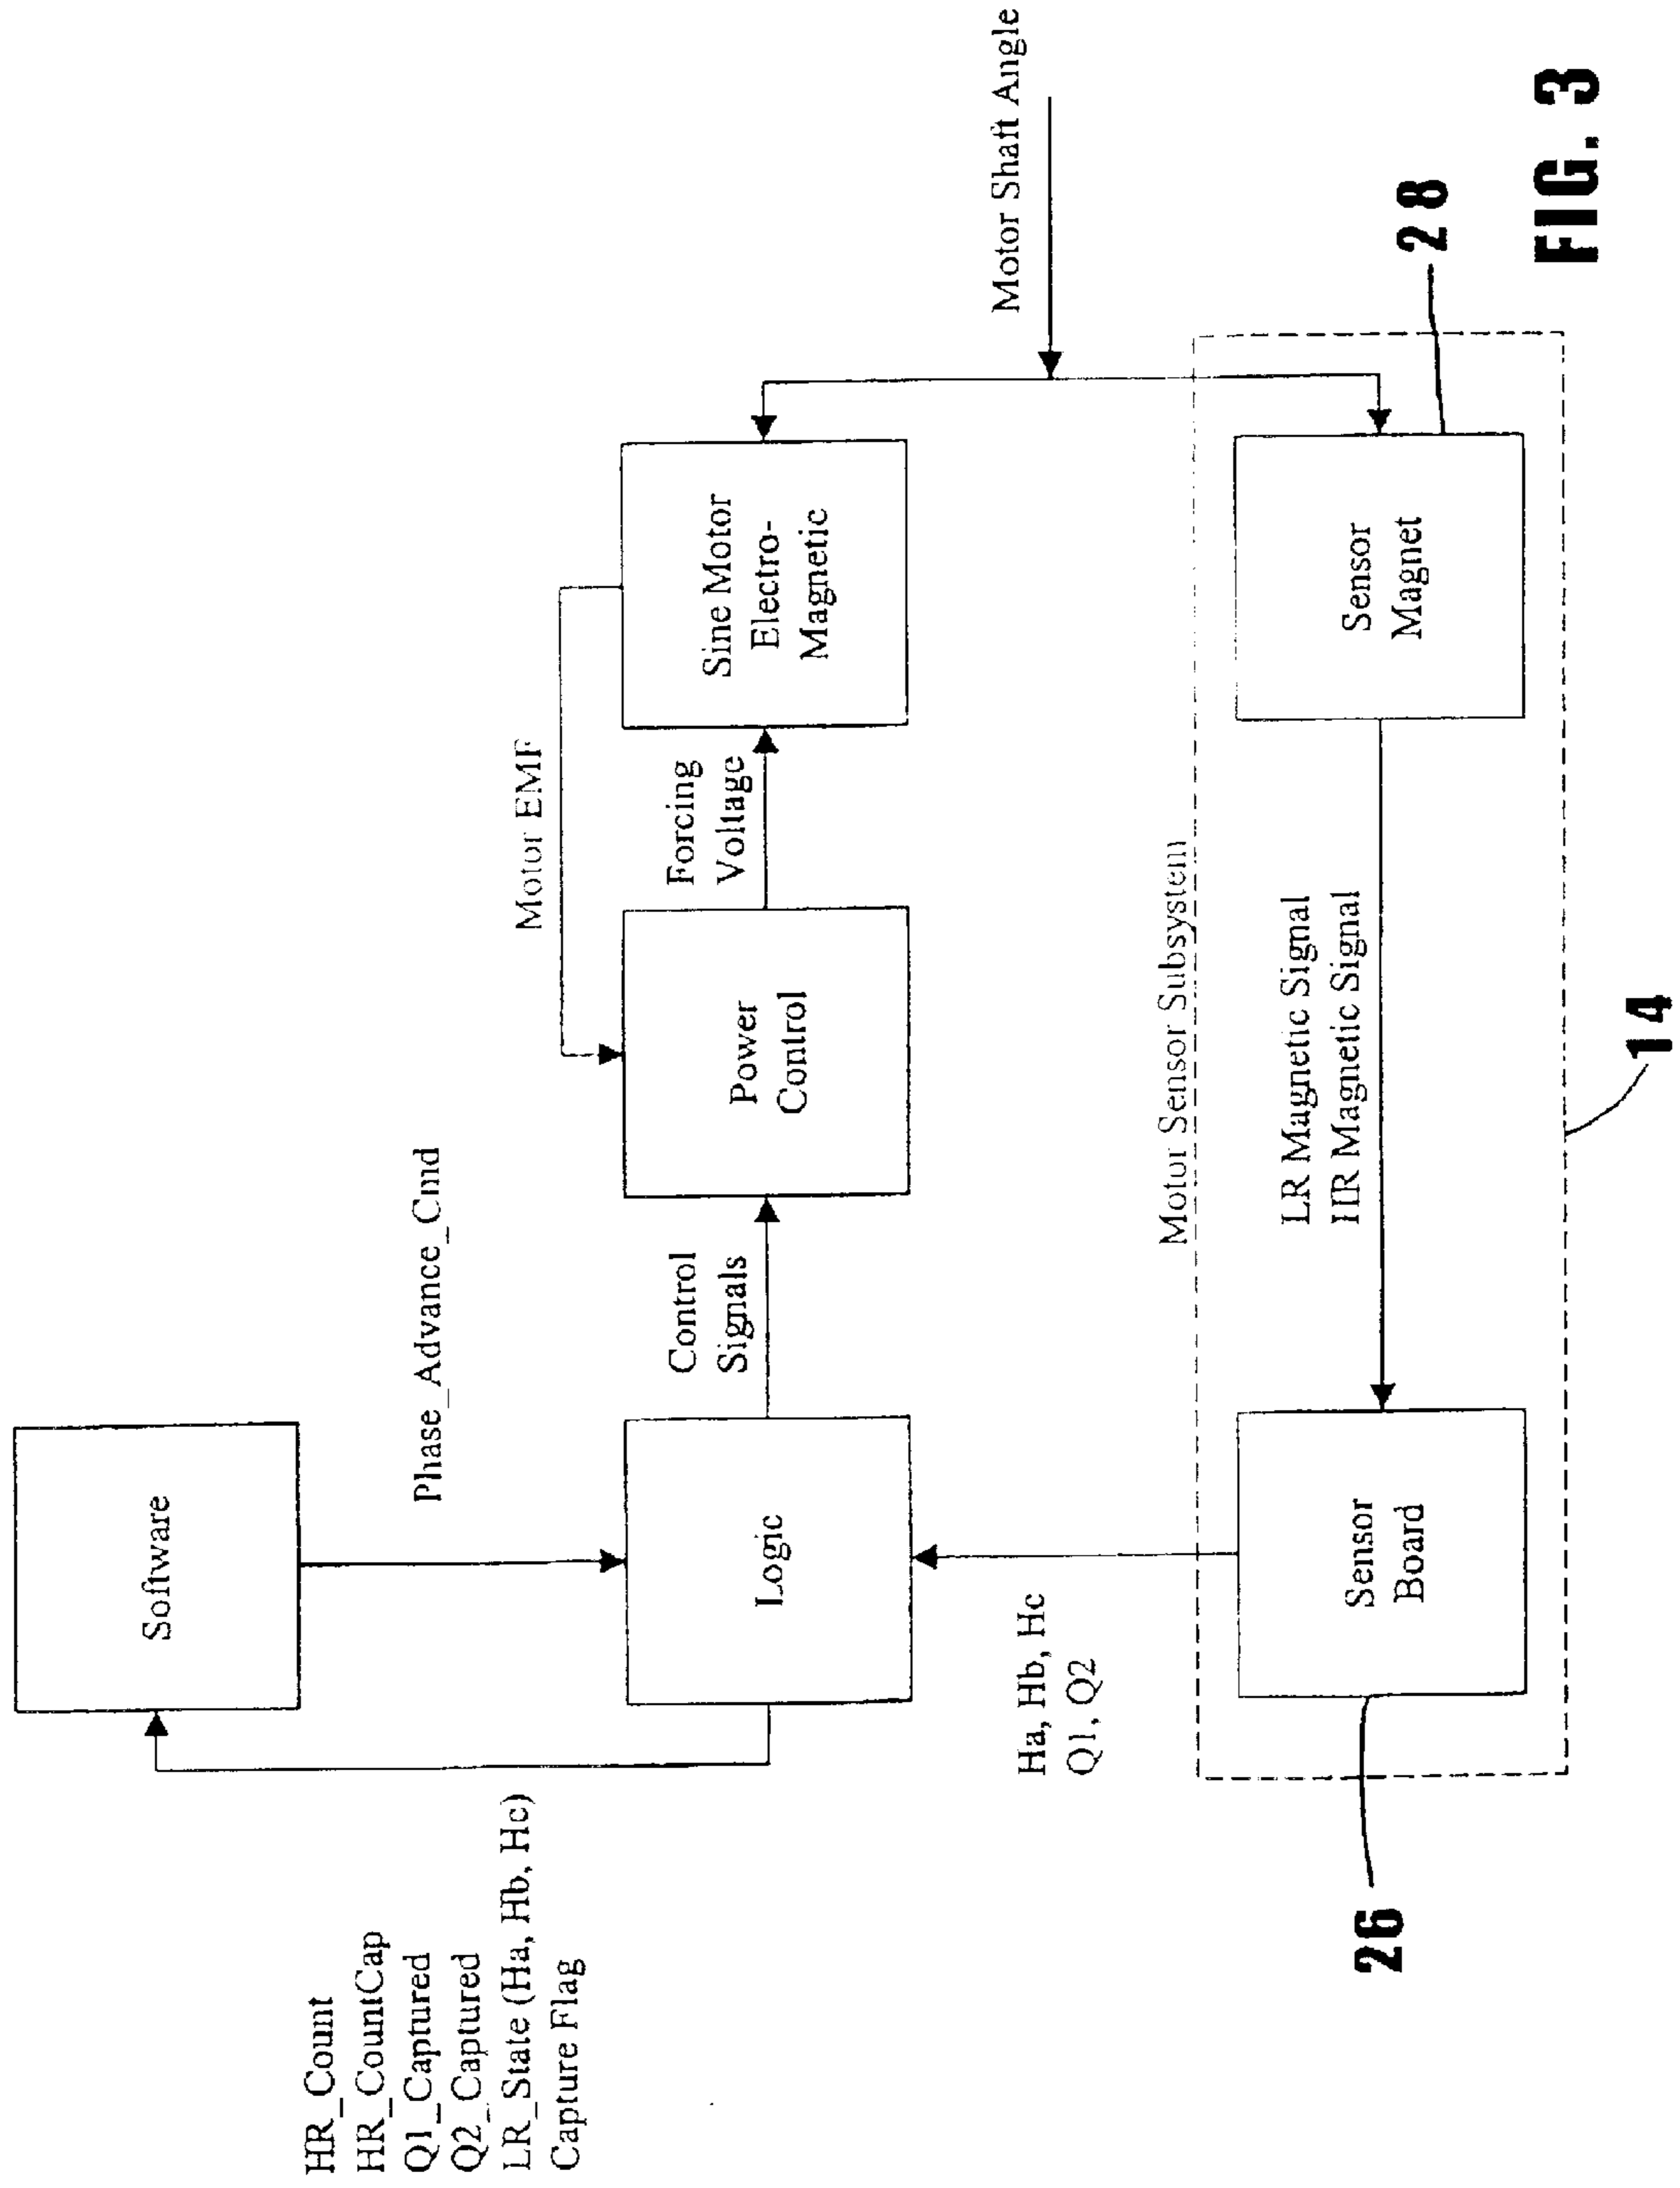 HR_Count
HR_CountCap
Q1_Captured
Q2_Captured
LR_State (Ha, Hb, Hc)
Capture Flag
Software
Phase_Advance_Cmd
Logic
Control
Signals
Power
Control
Motor EMF
Forcing
Voltage
Sine Motor
Electro-
Magnetic
Motor Shaft Angle
Ha, Hb, Hc
Q1, Q2
Motor Sensor Subsystem
Sensor
Board
LR Magnetic Signal
HR Magnetic Signal
Sensor
Magnet
26
14
28
FIG. 3